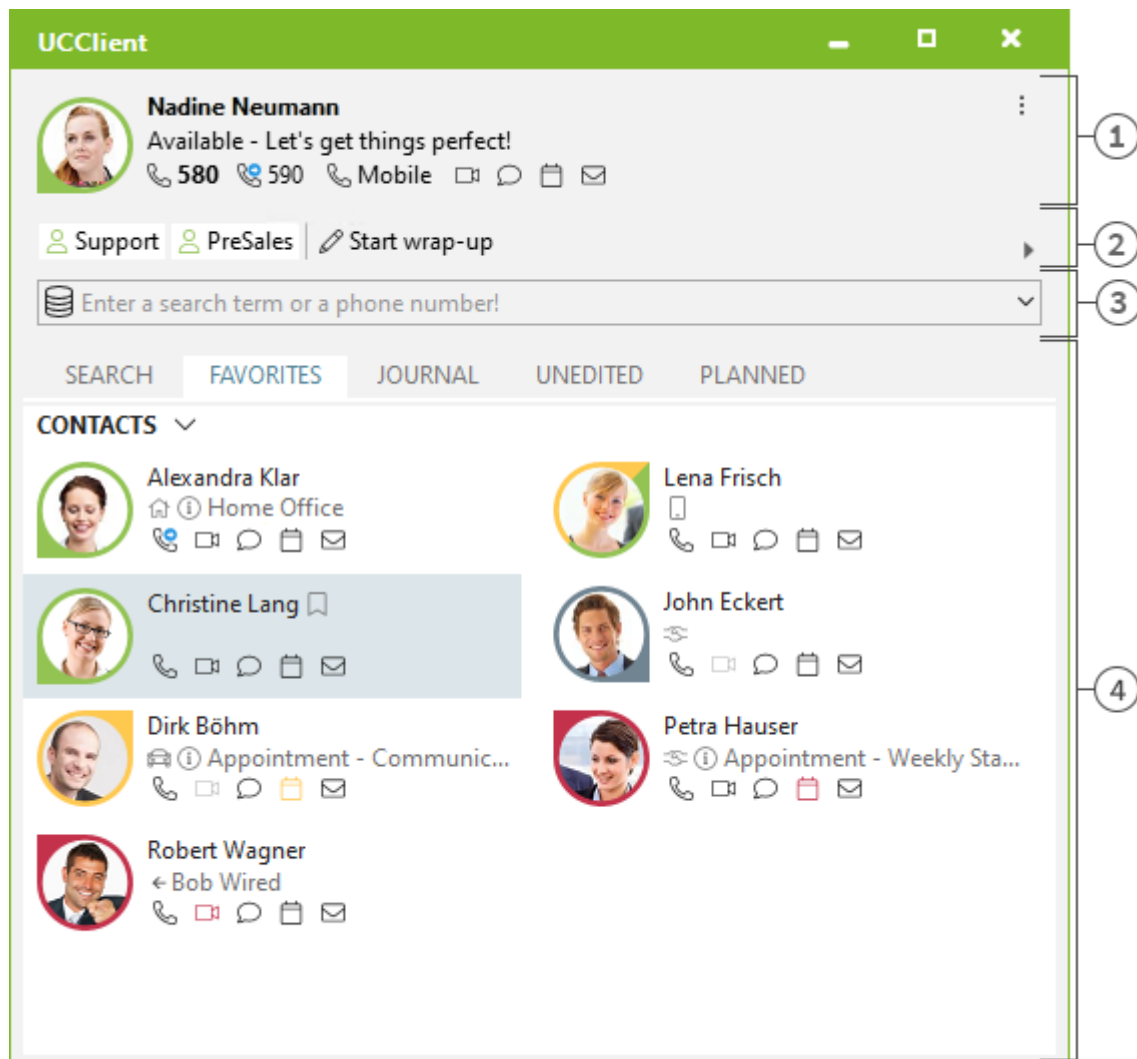 UCClient
Nadine Neumann
Available - Let's get things perfect!
580 590 Mobile
1
Support PreSales Start wrap-up
2
Enter a search term or a phone number!
3
SEARCH FAVORITES JOURNAL UNEDITED PLANNED
CONTACTS
Alexandra Klar
Home Office
Lena Frisch
Christine Lang
John Eckert
4
Dirk Böhm
Appointment - Communic...
Petra Hauser
Appointment - Weekly Sta...
Robert Wagner
Bob Wired